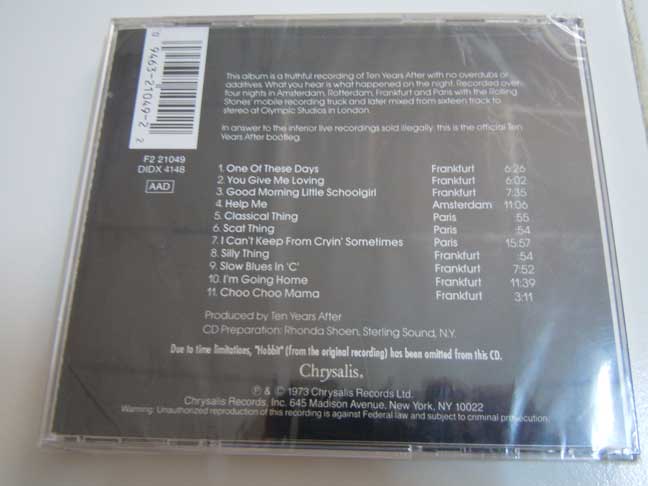 0 9463-21049-2 2
F2 21049
DIDX 4148
AAD
This album is a truthful recording of Ten Years After with no overdubs or
additives. What you hear is what happened on the night. Recorded over
four nights in Amsterdam, Rotterdam, Frankfurt and Paris with the Rolling
Stones' mobile recording truck and later mixed from sixteen track to
stereo at Olympic Studios in London.
In answer to the inferior live recordings sold illegally: this is the official Ten
Years After bootleg.
1. One Of These Days Frankfurt 6:26
2. You Give Me Loving Frankfurt 6:02
3. Good Morning Little Schoolgirl Frankfurt 7:35
4. Help Me Amsterdam 11:06
5. Classical Thing Paris :55
6. Scat Thing Paris :54
7. I Can't Keep From Cryin' Sometimes Paris 15:57
8. Silly Thing Frankfurt :54
9. Slow Blues In 'C' Frankfurt 7:52
10. I'm Going Home Frankfurt 11:39
11. Choo Choo Mama Frankfurt 3:11
Produced by Ten Years After
CD Preparation: Rhonda Shoen, Sterling Sound, N.Y.
Due to time limitations, "Hobbit" (from the original recording) has been omitted from this CD.
Chrysalis.
℗ & © 1973 Chrysalis Records Ltd.
Chrysalis Records, Inc. 645 Madison Avenue, New York, NY 10022
Warning: Unauthorized reproduction of this recording is against Federal law and subject to criminal prosecution.